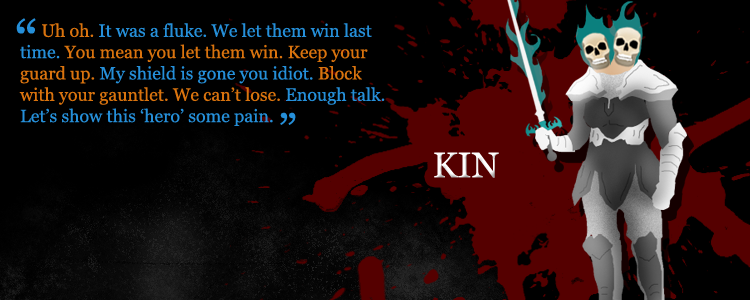 “ Uh oh. It was a fluke. We let them win last
time. You mean you let them win. Keep your
guard up. My shield is gone you idiot. Block
with your gauntlet. We can’t lose. Enough talk.
Let’s show this ‘hero’ some pain. ”
KIN